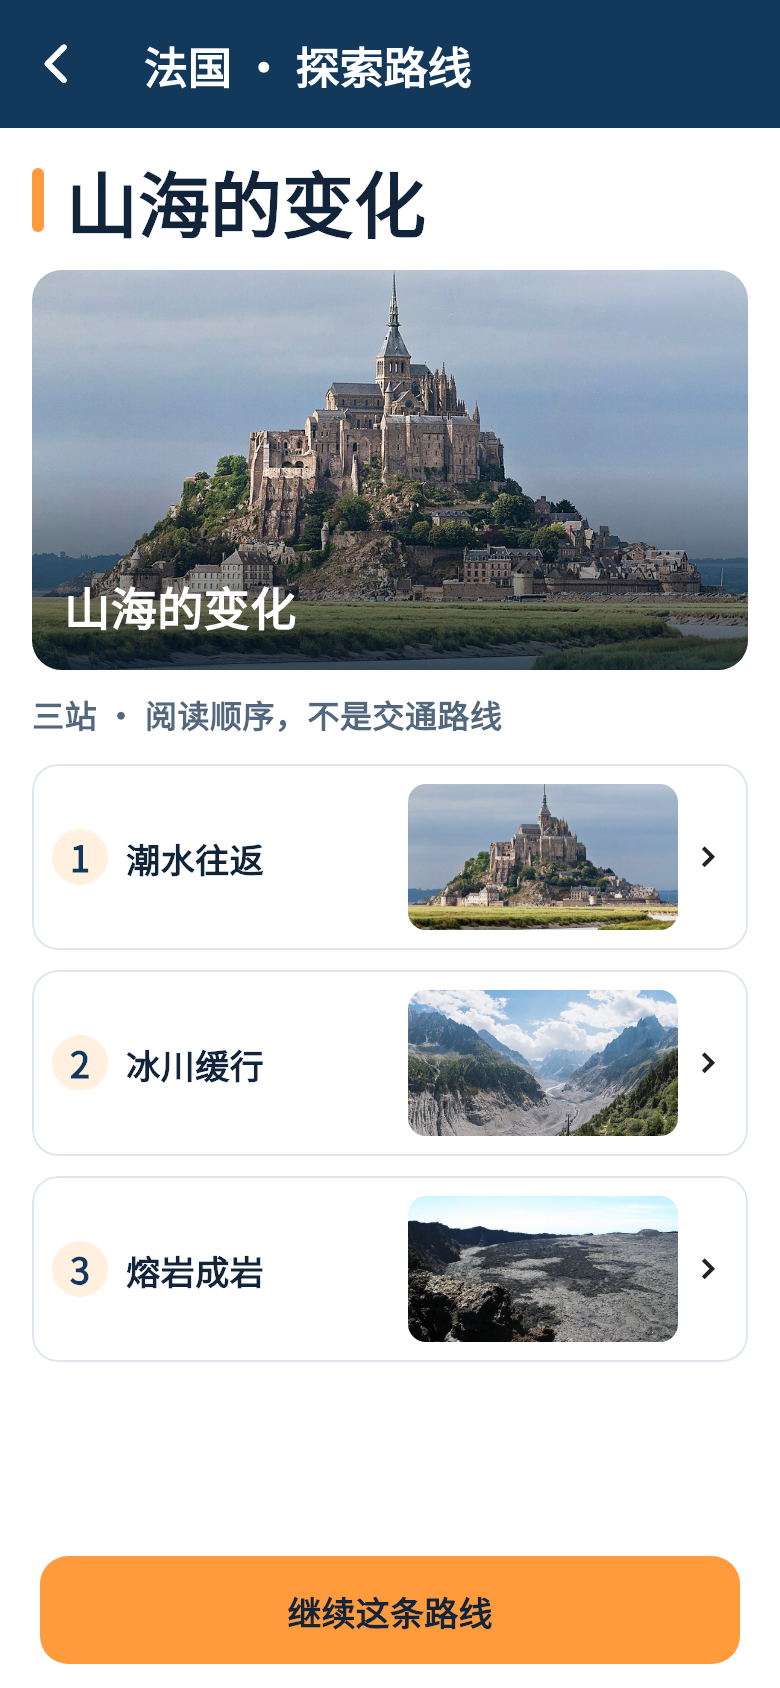 法国 · 探索路线
山海的变化
山海的变化
三站 · 阅读顺序，不是交通路线
1 潮水往返
2 冰川缓行
3 熔岩成岩
继续这条路线